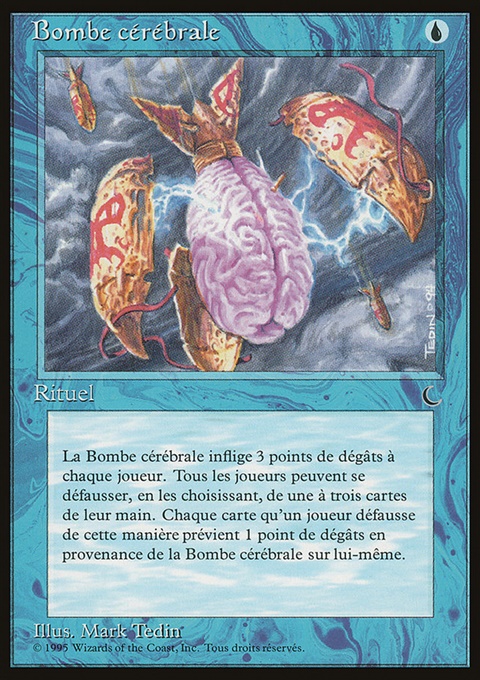 Bombe cérébrale
TEDIN © 94
Rituel
La Bombe cérébrale inflige 3 points de dégâts à
chaque joueur. Tous les joueurs peuvent se
défausser, en les choisissant, de une à trois cartes
de leur main. Chaque carte qu'un joueur défausse
de cette manière prévient 1 point de dégâts en
provenance de la Bombe cérébrale sur lui-même.
Illus. Mark Tedin
© 1995 Wizards of the Coast, Inc. Tous droits réservés.